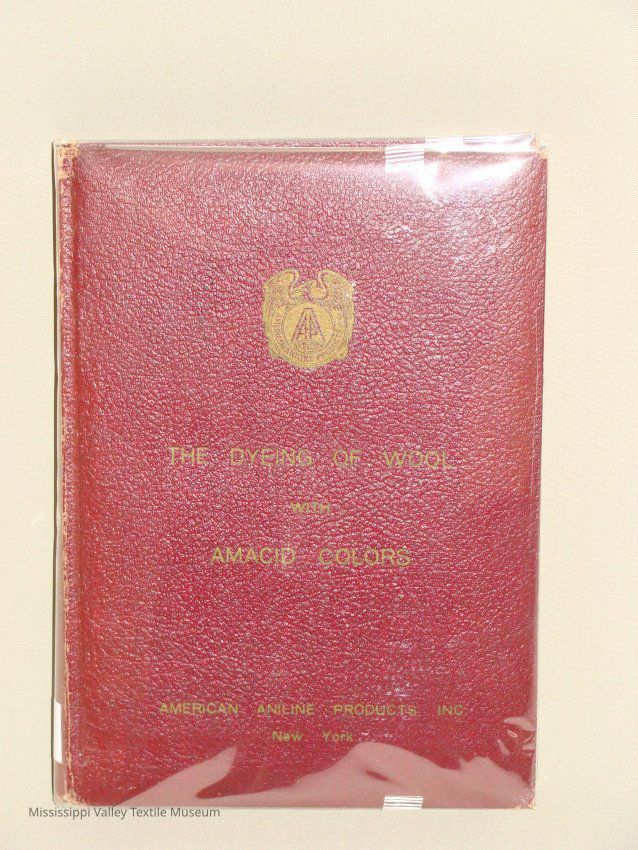 THE DYEING OF WOOL
WITH
AMACID COLORS
AMERICAN ANILINE PRODUCTS INC
New York
Mississippi Valley Textile Museum